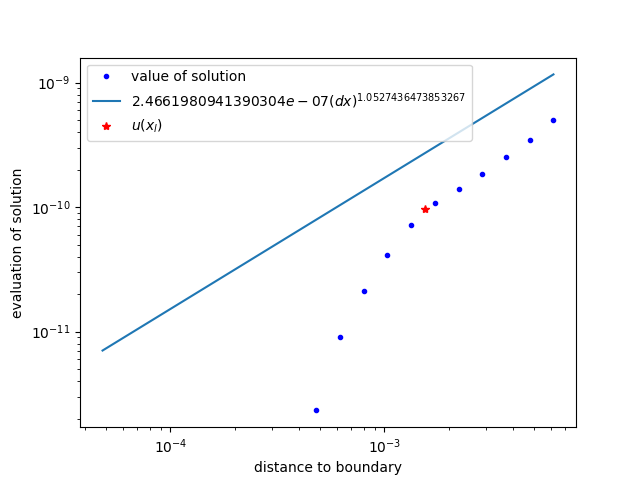 10⁻⁹
10⁻¹⁰
10⁻¹¹
evaluation of solution
value of solution
2.4661980941390304e − 07(dx)^1.0527436473853267
u(x_l)
10⁻⁴
10⁻³
distance to boundary